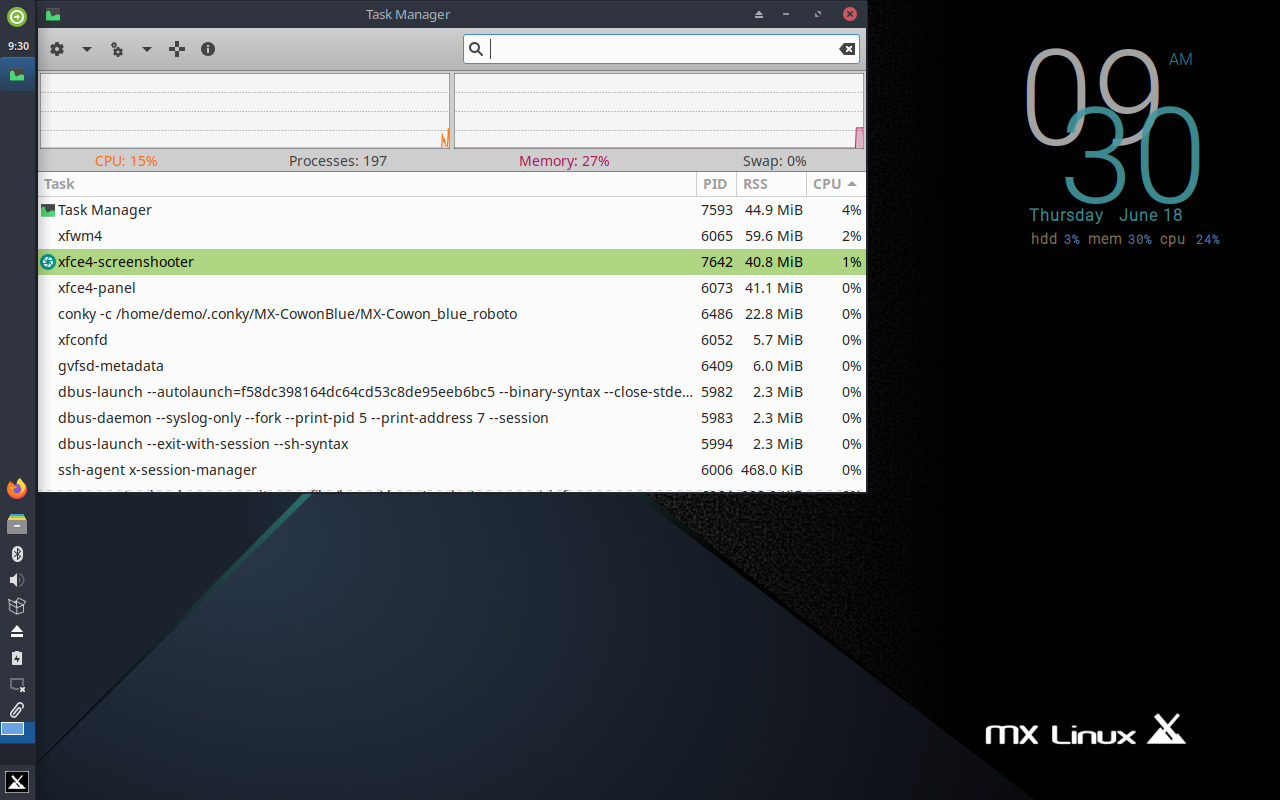 Task Manager
9:30
CPU: 15% Processes: 197 Memory: 27% Swap: 0%
Task PID RSS CPU
Task Manager 7593 44.9 MiB 4%
xfwm4 6065 59.6 MiB 2%
xfce4-screenshooter 7642 40.8 MiB 1%
xfce4-panel 6073 41.1 MiB 0%
conky -c /home/demo/.conky/MX-CowonBlue/MX-Cowon_blue_roboto 6486 22.8 MiB 0%
xfconfd 6052 5.7 MiB 0%
gvfsd-metadata 6409 6.0 MiB 0%
dbus-launch --autolaunch=f58dc398164dc64cd53c8de95eeb6bc5 --binary-syntax --close-stde... 5982 2.3 MiB 0%
dbus-daemon --syslog-only --fork --print-pid 5 --print-address 7 --session 5983 2.3 MiB 0%
dbus-launch --exit-with-session --sh-syntax 5994 2.3 MiB 0%
ssh-agent x-session-manager 6006 468.0 KiB 0%
09 AM
30
Thursday June 18
hdd 3% mem 30% cpu 24%
MX Linux